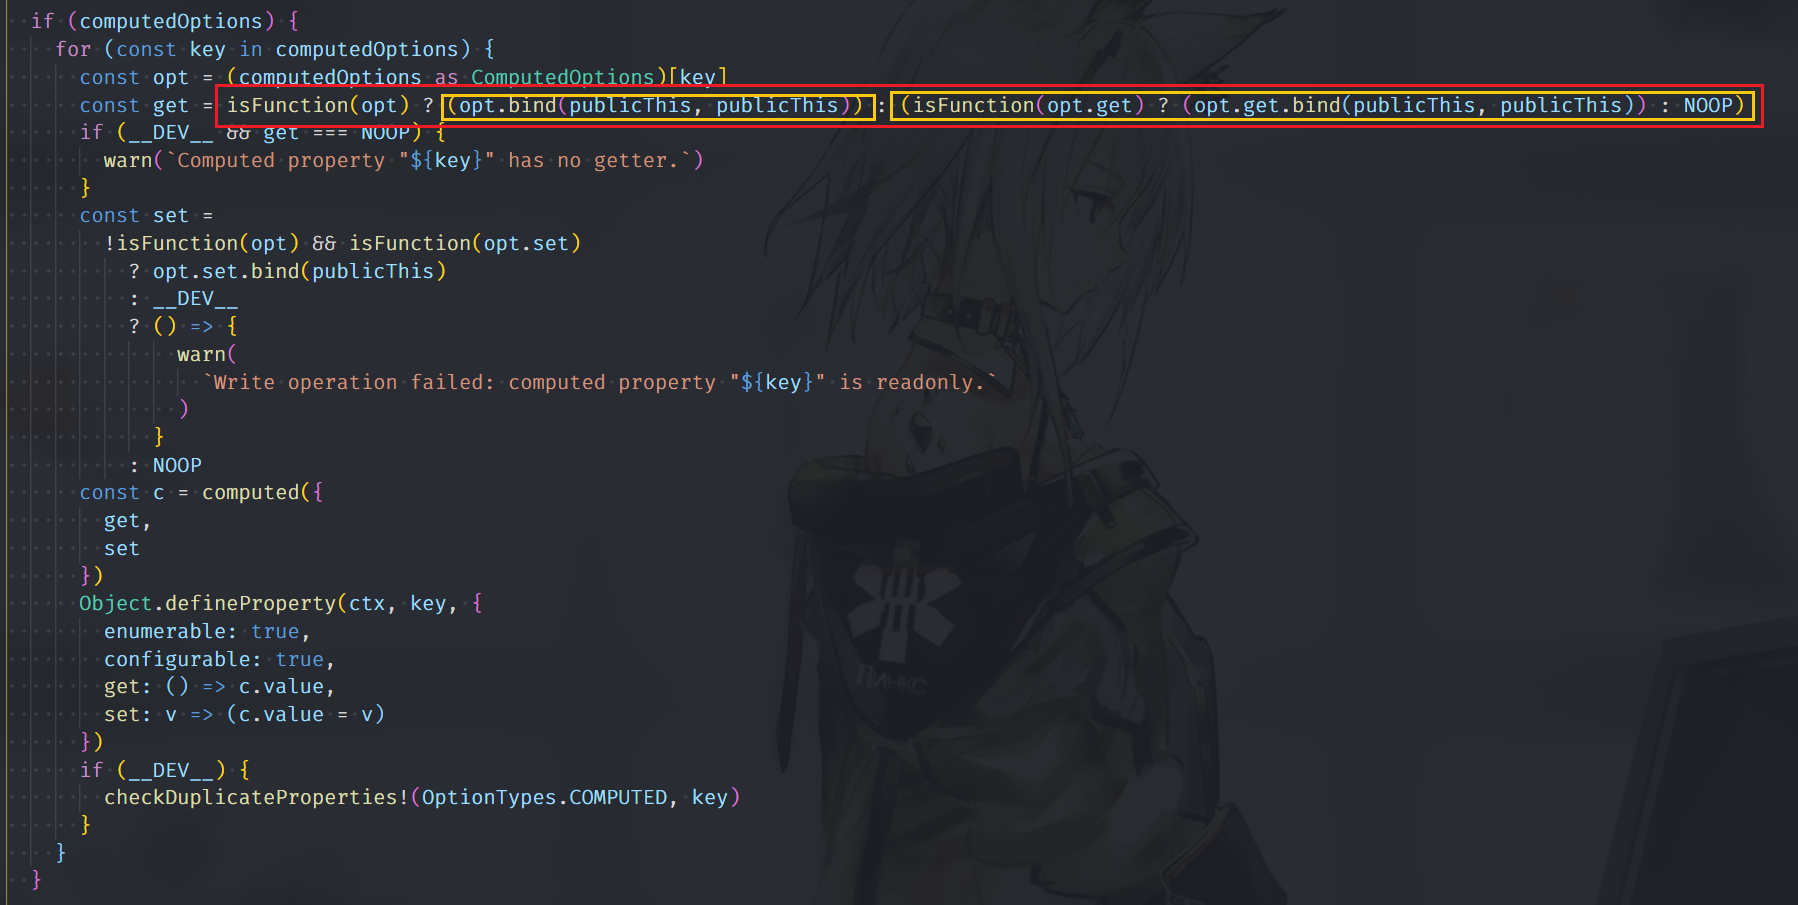 if (computedOptions) {
for (const key in computedOptions) {
const opt = (computedOptions as ComputedOptions)[key]
const get = isFunction(opt) ? (opt.bind(publicThis, publicThis)) : (isFunction(opt.get) ? (opt.get.bind(publicThis, publicThis)) : NOOP)
if (__DEV__ && get === NOOP) {
warn(`Computed property "${key}" has no getter.`)
}
const set =
!isFunction(opt) && isFunction(opt.set)
? opt.set.bind(publicThis)
: __DEV__
? () => {
warn(
`Write operation failed: computed property "${key}" is readonly.`
)
}
: NOOP
const c = computed({
get,
set
})
Object.defineProperty(ctx, key, {
enumerable: true,
configurable: true,
get: () => c.value,
set: v => (c.value = v)
})
if (__DEV__) {
checkDuplicateProperties!(OptionTypes.COMPUTED, key)
}
}
}
ПАНКС